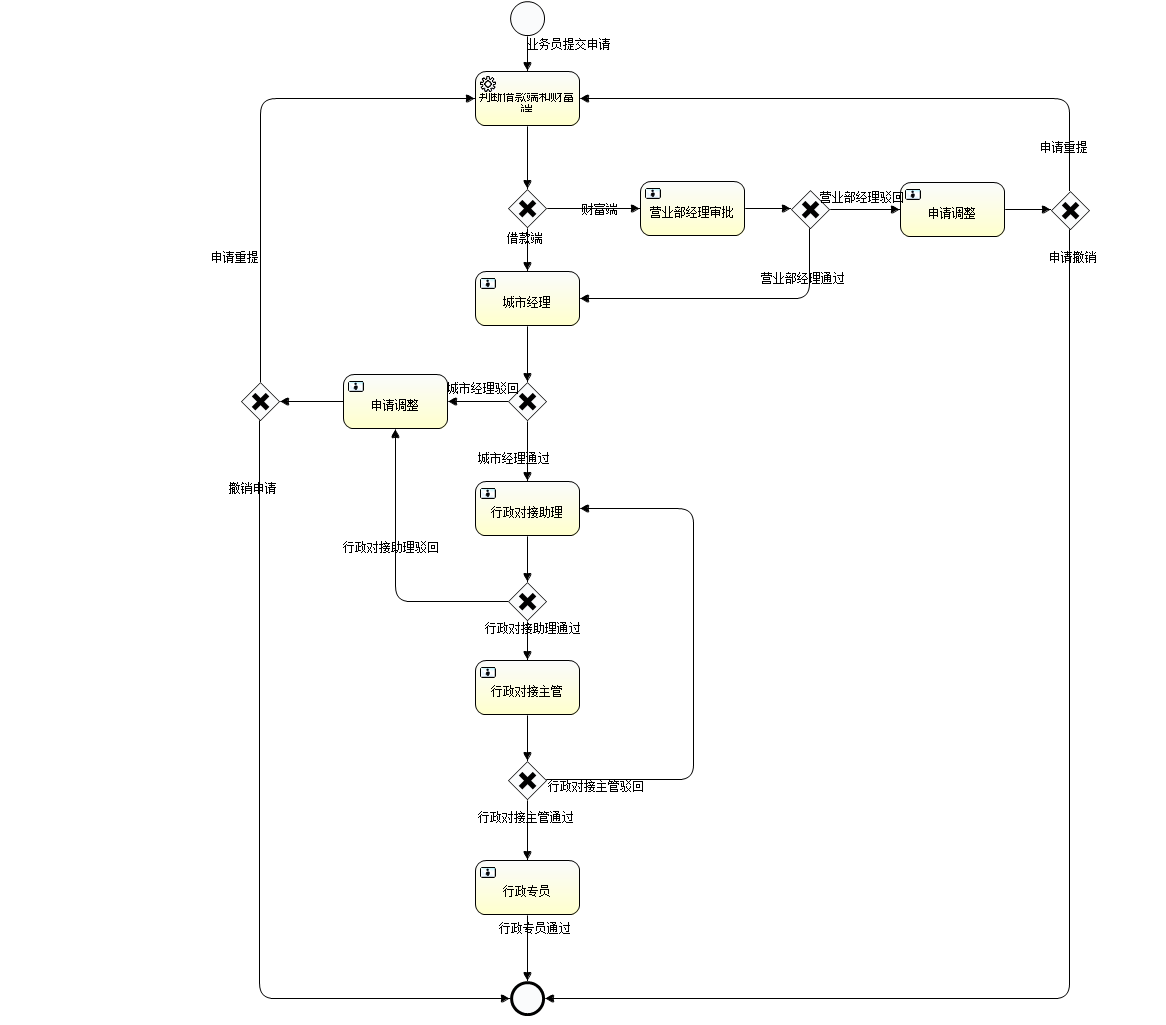 业务员提交申请
判断借款端和财富
端
申请重提
营业部经理驳回
财富端
营业部经理审批
申请调整
借款端
申请重提
申请撤销
营业部经理通过
城市经理
城市经理驳回
申请调整
城市经理通过
撤销申请
行政对接助理
行政对接助理驳回
行政对接助理通过
行政对接主管
行政对接主管驳回
行政对接主管通过
行政专员
行政专员通过